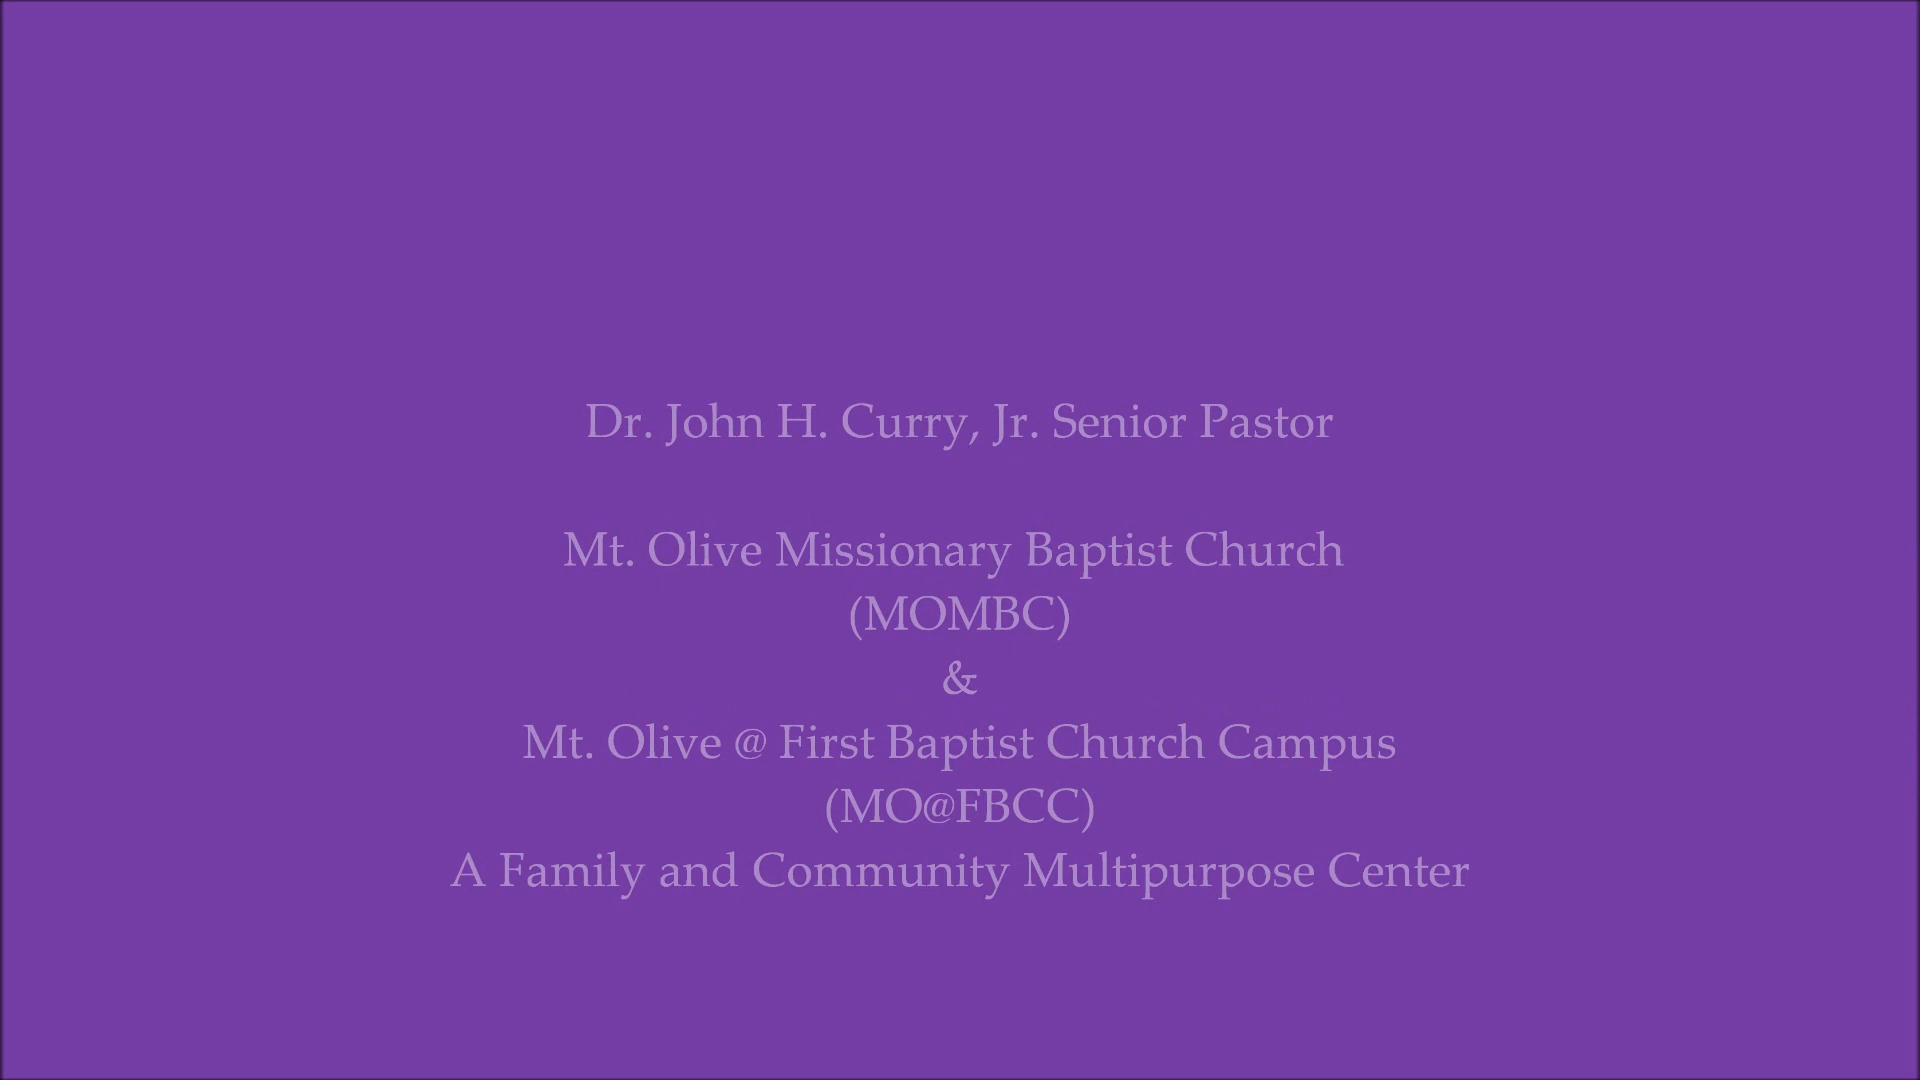 Dr. John H. Curry, Jr. Senior Pastor
Mt. Olive Missionary Baptist Church
(MOMBC)
&
Mt. Olive @ First Baptist Church Campus
(MO@FBCC)
A Family and Community Multipurpose Center